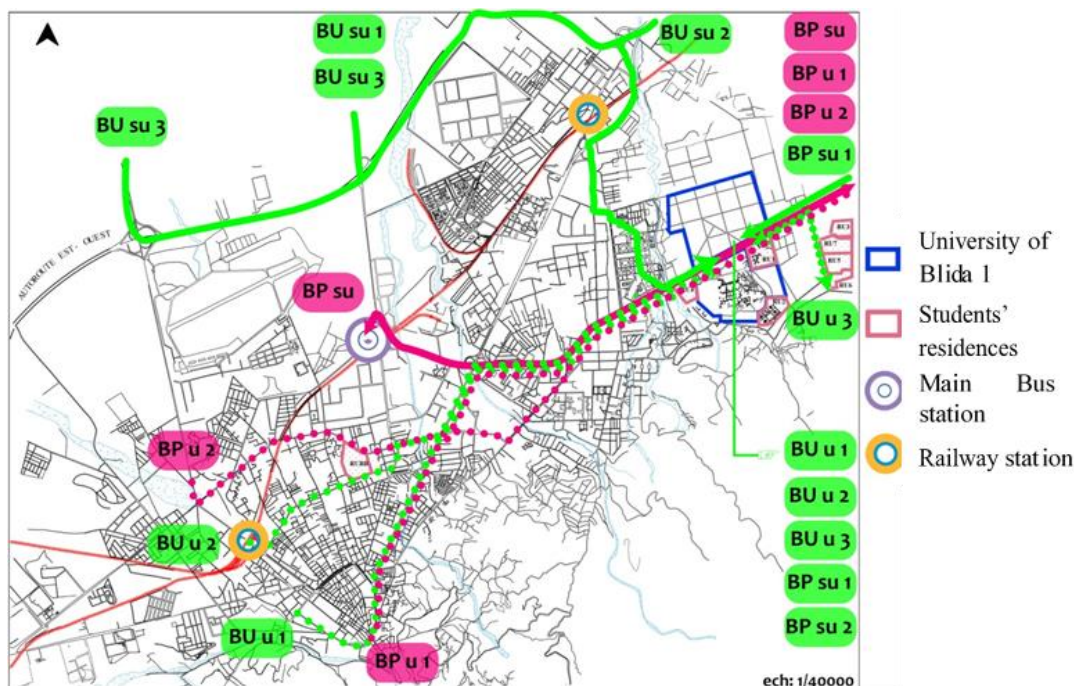 BU su 1
BU su 2
BP su
BU su 3
BP u 1
BP u 2
BU su 3
BP su 1
AUTOROUTE EST - OUEST
University of
Blida 1
BP su
BU u 3
Students'
residences
Main Bus
station
BP u 2
BU u 1
Railway station
BU u 2
BU u 2
BU u 3
BP su 1
BU u 1
BP u 1
BP su 2
ech: 1/40000